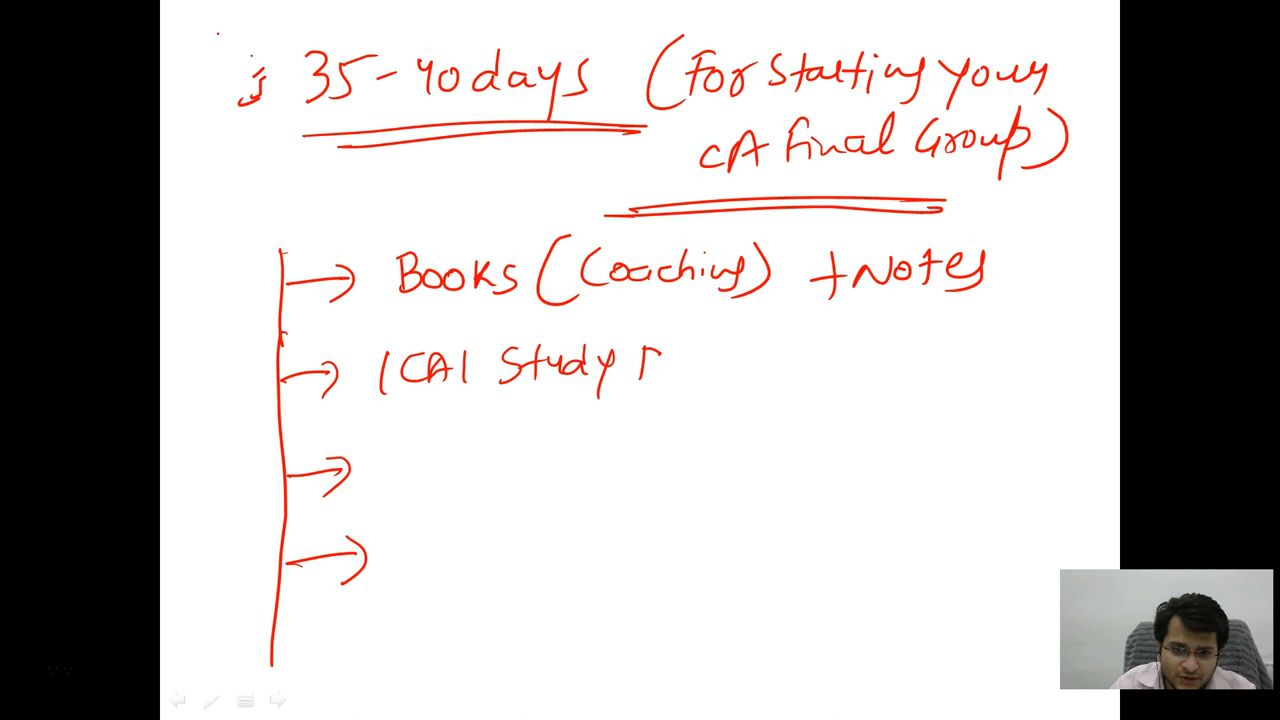 35-40 days (For Starting your
CA Final Group)
Books (Coaching) + Notes
ICAI Study